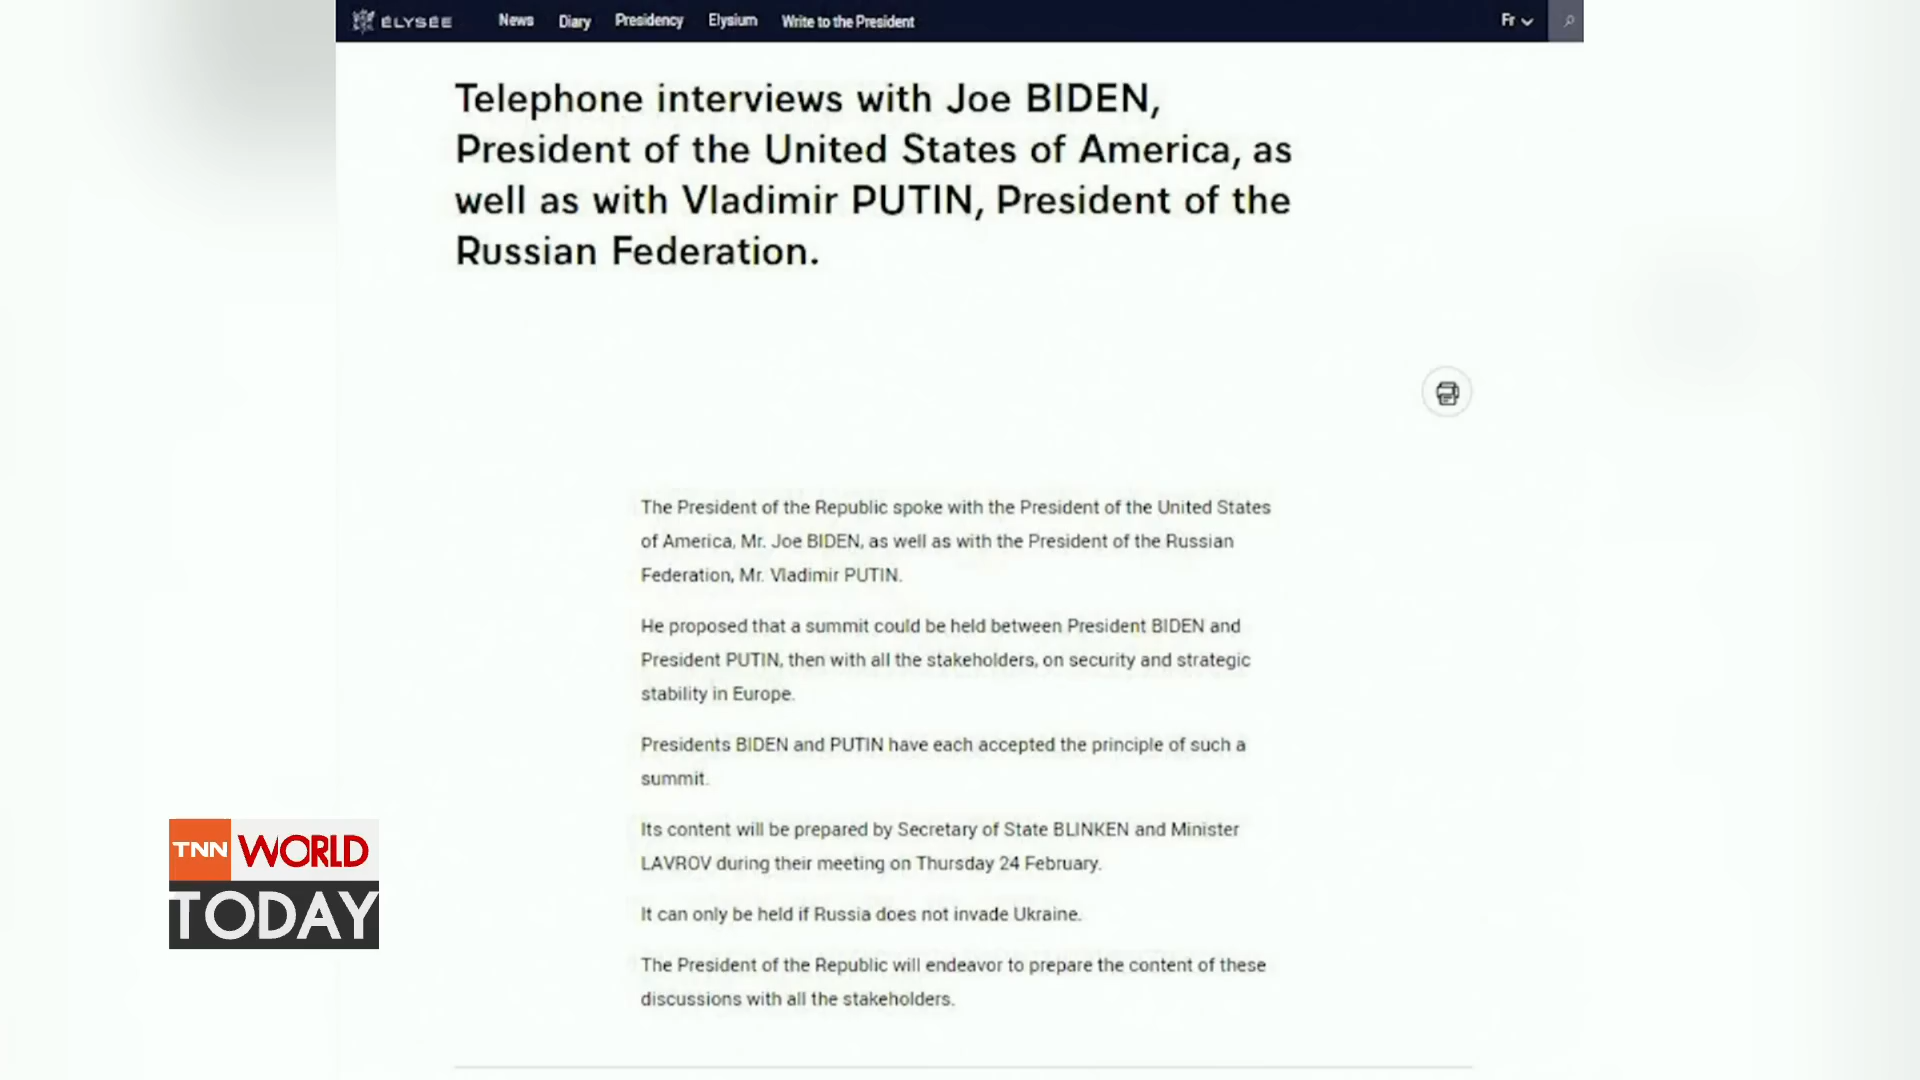 ÉLYSÉE News Diary Presidency Elysium Write to the President Fr
Telephone interviews with Joe BIDEN,
President of the United States of America, as
well as with Vladimir PUTIN, President of the
Russian Federation.
The President of the Republic spoke with the President of the United States
of America, Mr. Joe BIDEN, as well as with the President of the Russian
Federation, Mr. Vladimir PUTIN.
He proposed that a summit could be held between President BIDEN and
President PUTIN, then with all the stakeholders, on security and strategic
stability in Europe.
Presidents BIDEN and PUTIN have each accepted the principle of such a
summit.
Its content will be prepared by Secretary of State BLINKEN and Minister
LAVROV during their meeting on Thursday 24 February.
It can only be held if Russia does not invade Ukraine.
The President of the Republic will endeavor to prepare the content of these
discussions with all the stakeholders.
TNN WORLD
TODAY